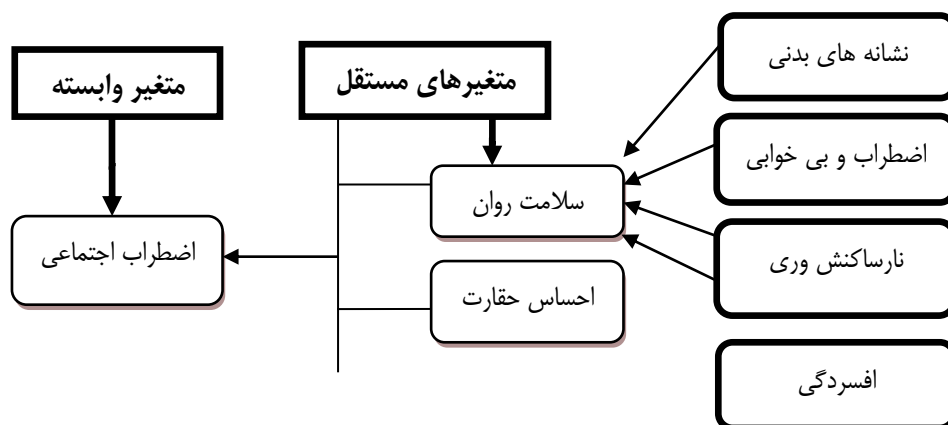 نشانه های بدنی
متغیرهای مستقل
متغیر وابسته
اضطراب و بی خوابی
سلامت روان
نارساکنش وری
اضطراب اجتماعی
احساس حقارت
افسردگی